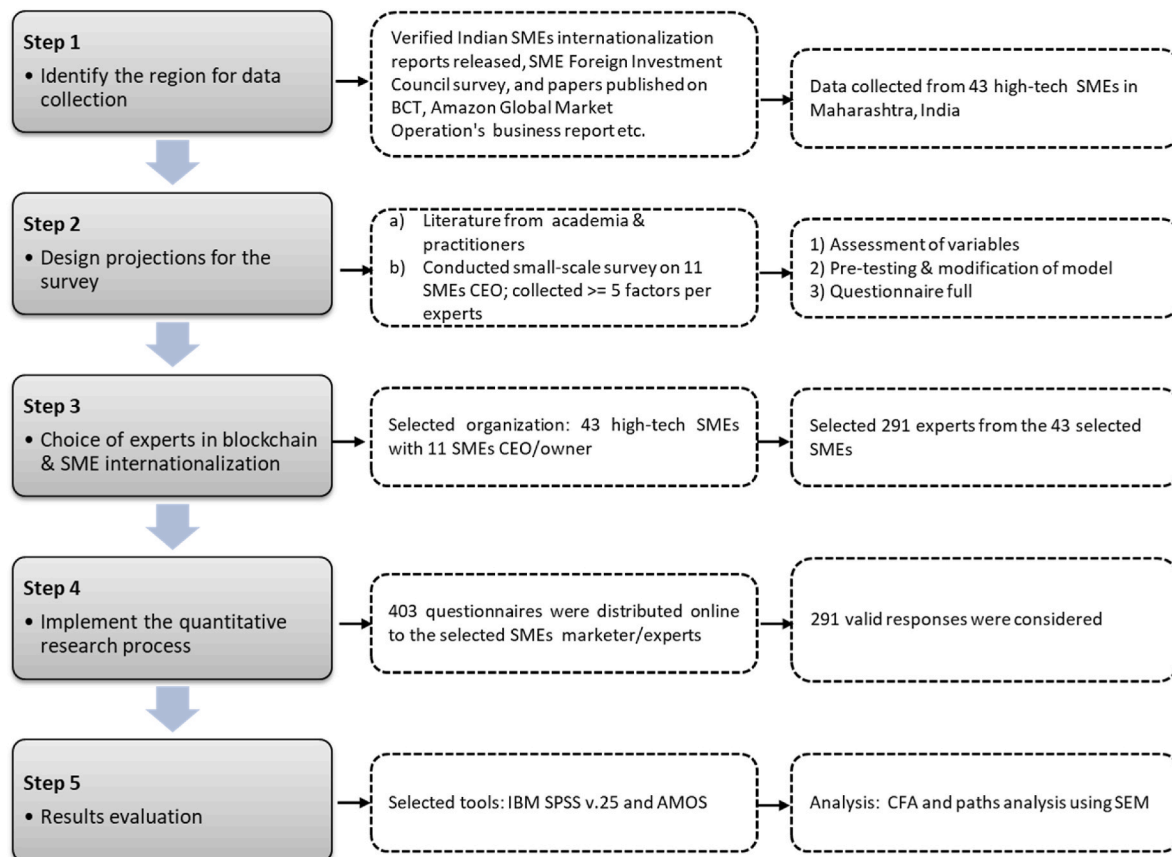 Step 1
• Identify the region for data
collection
Verified Indian SMEs internationalization
reports released, SME Foreign Investment
Council survey, and papers published on
BCT, Amazon Global Market
Operation's business report etc.
Data collected from 43 high-tech SMEs in
Maharashtra, India
Step 2
• Design projections for the
survey
a) Literature from academia &
practitioners
b) Conducted small-scale survey on 11
SMEs CEO; collected >= 5 factors per
experts
1) Assessment of variables
2) Pre-testing & modification of model
3) Questionnaire full
Step 3
• Choice of experts in blockchain
& SME internationalization
Selected organization: 43 high-tech SMEs
with 11 SMEs CEO/owner
Selected 291 experts from the 43 selected
SMEs
Step 4
• Implement the quantitative
research process
403 questionnaires were distributed online
to the selected SMEs marketer/experts
291 valid responses were considered
Step 5
• Results evaluation
Selected tools: IBM SPSS v.25 and AMOS
Analysis: CFA and paths analysis using SEM